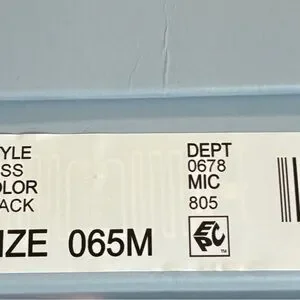 YLE
SS
OLOR
ACK
IZE 065M
DEPT
0678
MIC
805
EPC